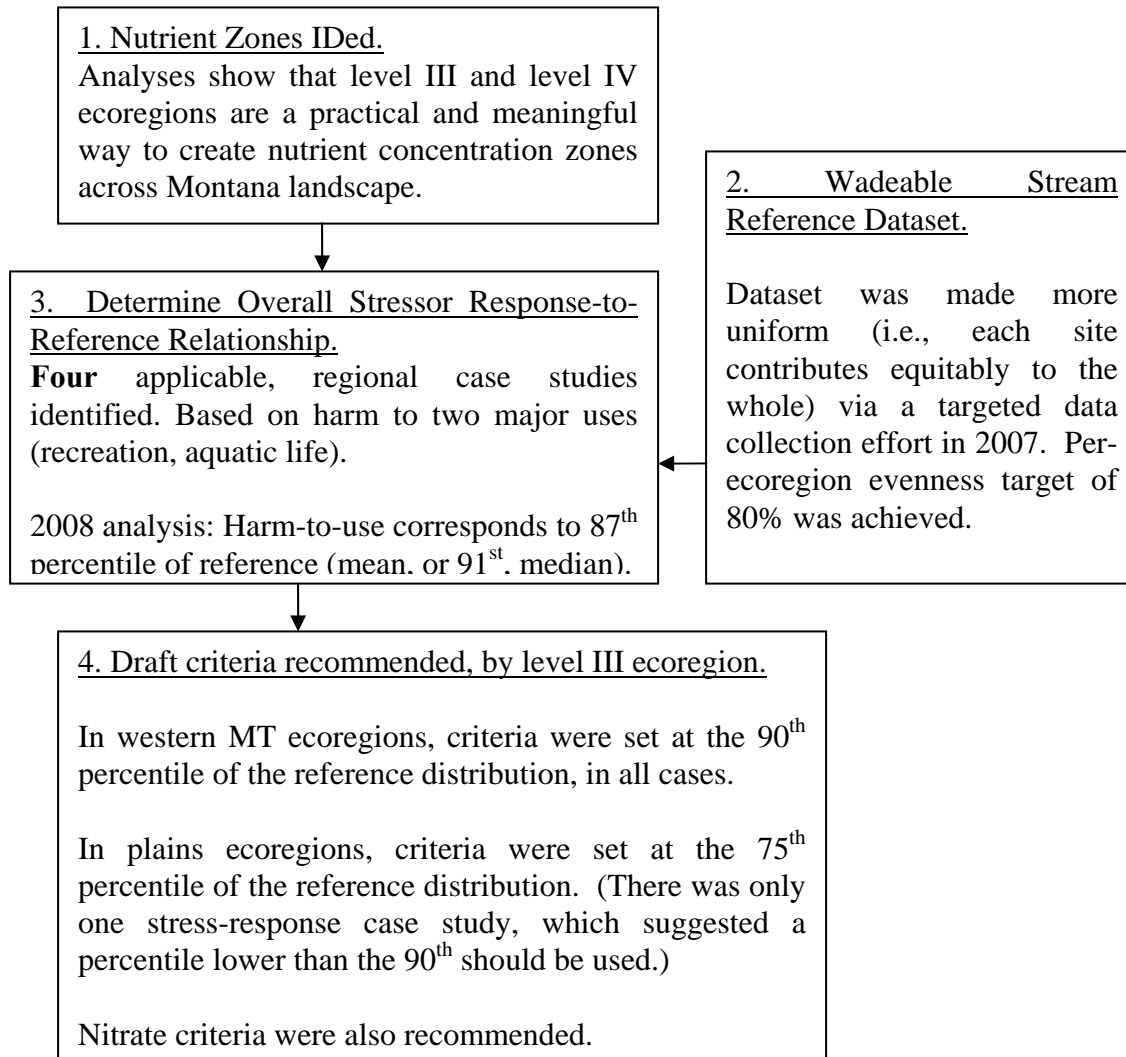 1. Nutrient Zones IDed.
Analyses show that level III and level IV
ecoregions are a practical and meaningful
way to create nutrient concentration zones
across Montana landscape.
2. Wadeable Stream
Reference Dataset.
Dataset was made more
uniform (i.e., each site
contributes equitably to the
whole) via a targeted data
collection effort in 2007. Per-
ecoregion evenness target of
80% was achieved.
3. Determine Overall Stressor Response-to-
Reference Relationship.
Four applicable, regional case studies
identified. Based on harm to two major uses
(recreation, aquatic life).
2008 analysis: Harm-to-use corresponds to 87th
percentile of reference (mean, or 91st, median).
4. Draft criteria recommended, by level III ecoregion.
In western MT ecoregions, criteria were set at the 90th
percentile of the reference distribution, in all cases.
In plains ecoregions, criteria were set at the 75th
percentile of the reference distribution. (There was only
one stress-response case study, which suggested a
percentile lower than the 90th should be used.)
Nitrate criteria were also recommended.